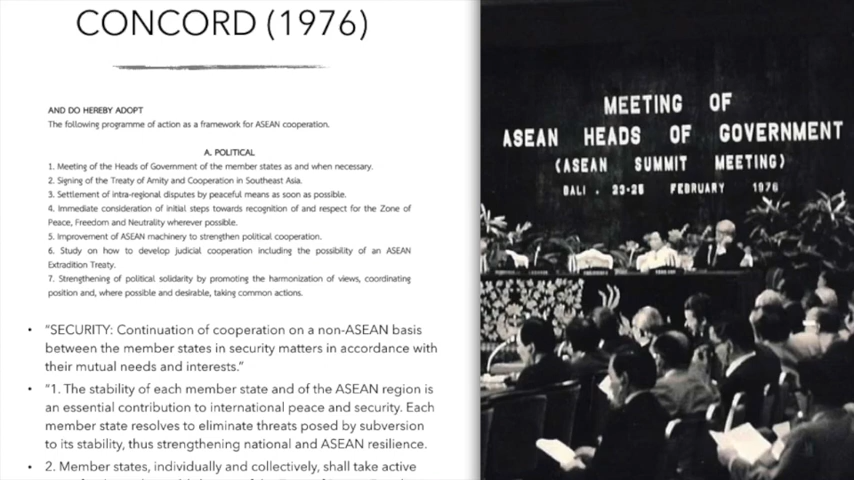 CONCORD (1976)
AND DO HEREBY ADOPT
The following programme of action as a framework for ASEAN cooperation.
A. POLITICAL
1. Meeting of the Heads of Government of the member states as and when necessary.
2. Signing of the Treaty of Amity and Cooperation in Southeast Asia.
3. Settlement of intra-regional disputes by peaceful means as soon as possible.
4. Immediate consideration of initial steps towards recognition of and respect for the Zone of
Peace, Freedom and Neutrality wherever possible.
5. Improvement of ASEAN machinery to strengthen political cooperation.
6. Study on how to develop judicial cooperation including the possibility of an ASEAN
Extradition Treaty.
7. Strengthening of political solidarity by promoting the harmonization of views, coordinating
position and, where possible and desirable, taking common actions.
• “SECURITY: Continuation of cooperation on a non-ASEAN basis
between the member states in security matters in accordance with
their mutual needs and interests.”
• “1. The stability of each member state and of the ASEAN region is
an essential contribution to international peace and security. Each
member state resolves to eliminate threats posed by subversion
to its stability, thus strengthening national and ASEAN resilience.
• 2. Member states, individually and collectively, shall take active
MEETING OF
ASEAN HEADS OF GOVERNMENT
(ASEAN SUMMIT MEETING)
BALI . 23-25 FEBRUARY 1976